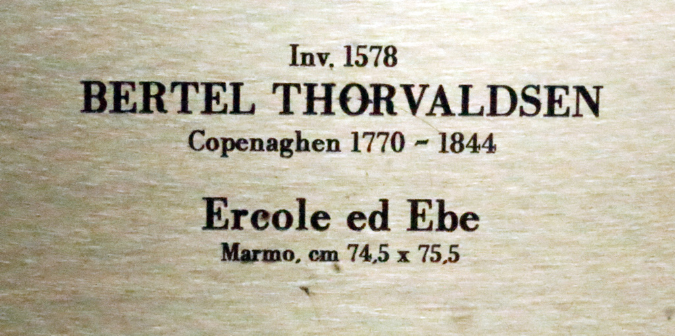 Inv. 1578
BERTEL THORVALDSEN
Copenaghen 1770 ~ 1844
Ercole ed Ebe
Marmo, cm 74,5 x 75,5